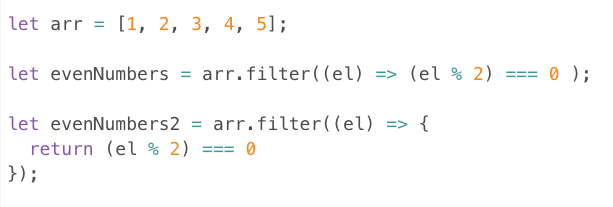 let arr = [1, 2, 3, 4, 5];
let evenNumbers = arr.filter((el) => (el % 2) === 0 );
let evenNumbers2 = arr.filter((el) => {
  return (el % 2) === 0
});